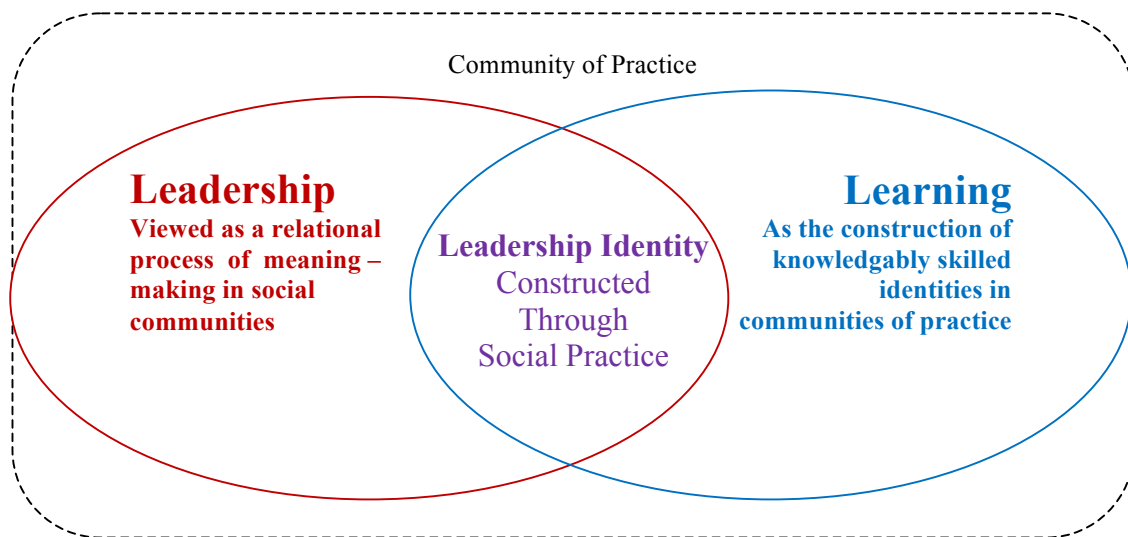 Community of Practice
Leadership
Viewed as a relational
process of meaning –
making in social
communities
Leadership Identity
Constructed
Through
Social Practice
Learning
As the construction of
knowledgably skilled
identities in
communities of practice